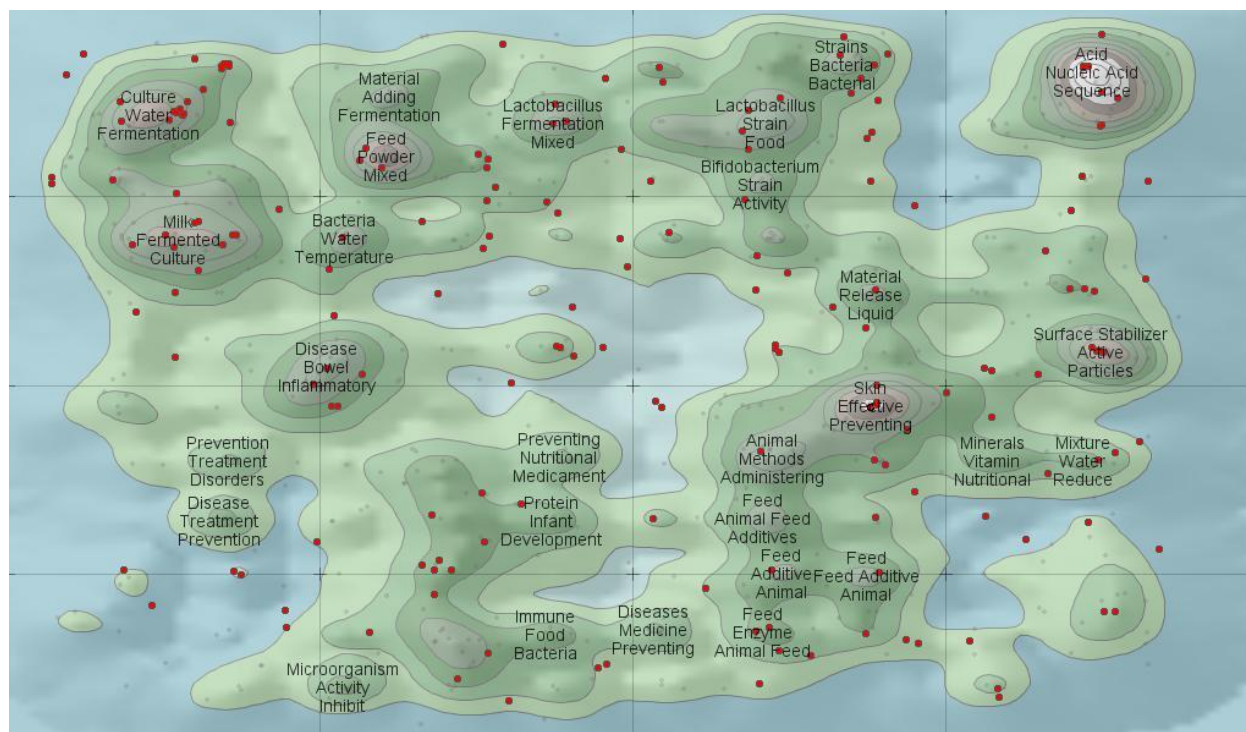 Strains
Bacteria
Bacterial
Acid
Nucleic Acid
Sequence
Culture
Water
Fermentation
Material
Adding
Fermentation
Feed
Powder
Mixed
Lactobacillus
Fermentation
Mixed
Lactobacillus
Strain
Food
Bifidobacterium
Strain
Activity
Milk
Fermented
Culture
Bacteria
Water
Temperature
Material
Release
Liquid
Surface Stabilizer
Active
Particles
Disease
Bowel
Inflammatory
Skin
Effective
Preventing
Prevention
Treatment
Disorders
Preventing
Nutritional
Medicament
Animal
Methods
Administering
Minerals
Vitamin
Nutritional
Mixture
Water
Reduce
Disease
Treatment
Prevention
Protein
Infant
Development
Feed
Animal Feed
Additives
Feed
Additive
Animal
Feed
Feed Additive
Animal
Immune
Food
Bacteria
Diseases
Medicine
Preventing
Feed
Enzyme
Animal Feed
Microorganism
Activity
Inhibit